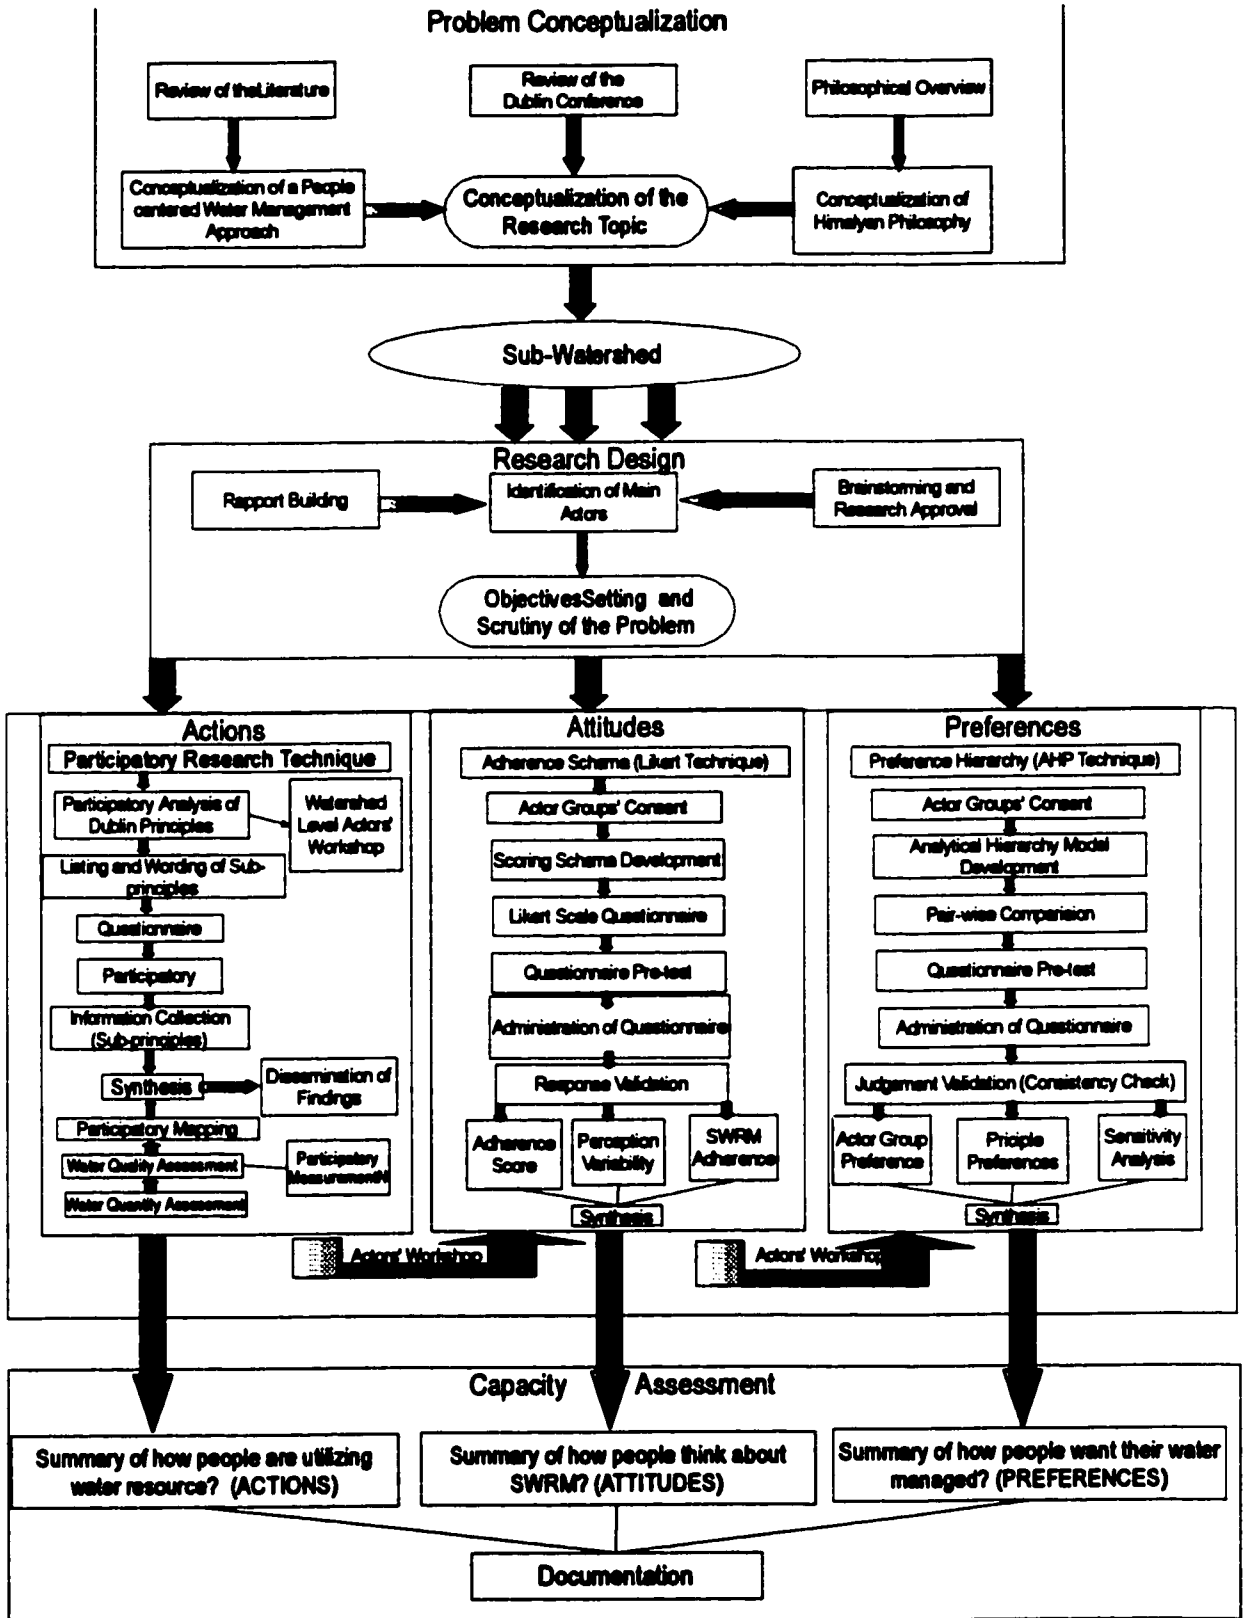 Problem Conceptualization
Review of theLiterature
Review of the
Dublin Conference
Philosophical Overview
Conceptualization of a People
centered Water Management
Approach
Conceptualization of the
Research Topic
Conceptualization of
Himalyan Philosophy
Sub-Watershed
Research Design
Rapport Building
Identification of Main
Actors
Brainstorming and
Research Approval
ObjectivesSetting and
Scrutiny of the Problem
Actions
Participatory Research Technique
Participatory Analysis of
Dublin Principles
Watershed
Level Actors'
Workshop
Listing and Wording of Sub-
principles
Questionnaire
Participatory
Information Collection
(Sub-principles)
Synthesis
Dissemination of
Findings
Participatory Mapping
Water Quality Assessment
Participatory
MeasurementN
Water Quantity Assessment
Attitudes
Adherence Schema (Likert Technique)
Actor Groups' Consent
Scoring Schema Development
Likert Scale Questionnaire
Questionnaire Pre-test
Administration of Questionnaire
Response Validation
Adherence
Score
Perception
Variability
SWRM
Adherence
Synthesis
Preferences
Preference Hierarchy (AHP Technique)
Actor Groups' Consent
Analytical Hierarchy Model
Development
Pair-wise Comparision
Questionnaire Pre-test
Administration of Questionnaire
Judgement Validation (Consistency Check)
Actor Group
Preference
Priciple
Preferences
Sensitivity
Analysis
Synthesis
Actors' Workshop
Actors' Workshop
Capacity Assessment
Summary of how people are utilizing
water resource? (ACTIONS)
Summary of how people think about
SWRM? (ATTITUDES)
Summary of how people want their water
managed? (PREFERENCES)
Documentation